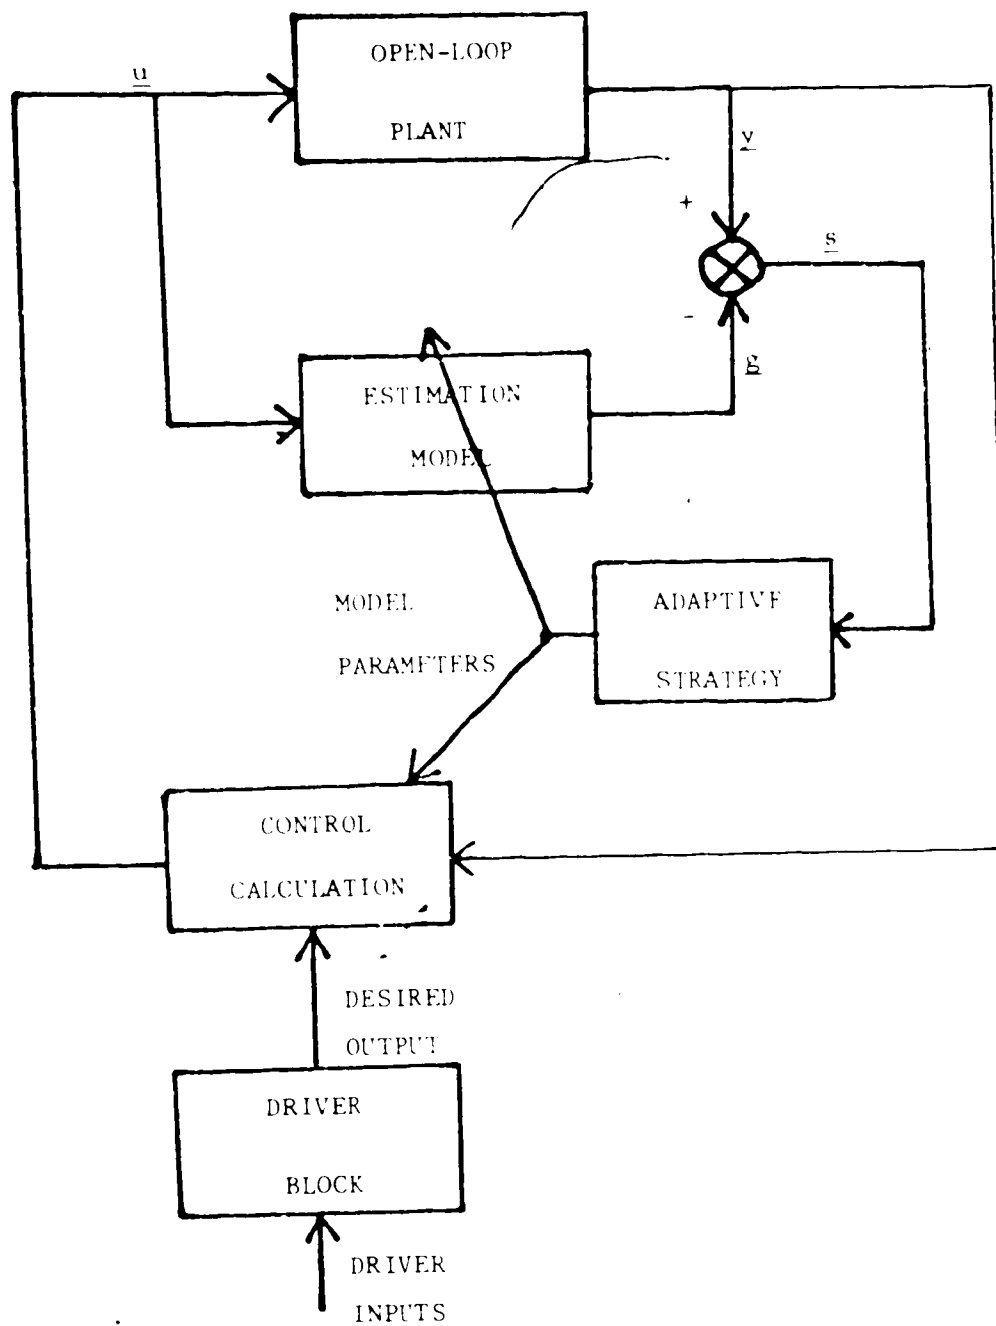 u
OPEN-LOOP
PLANT
y
+
s
-
g
ESTIMATION
MODEL
MODEL
PARAMETERS
ADAPTIVE
STRATEGY
CONTROL
CALCULATION
DESIRED
OUTPUT
DRIVER
BLOCK
DRIVER
INPUTS